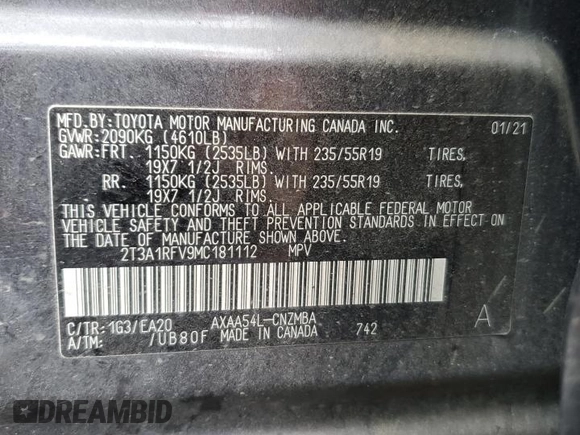 MFD.BY:TOYOTA MOTOR MANUFACTURING CANADA INC. 01/21
GVWR:2090KG (4610LB)
GAWR:FRT. 1150KG (2535LB) WITH 235/55R19 TIRES,
19X7 1/2J RIMS.
RR. 1150KG (2535LB) WITH 235/55R19 TIRES,
19X7 1/2J RIMS.
THIS VEHICLE CONFORMS TO ALL APPLICABLE FEDERAL MOTOR
VEHICLE SAFETY AND THEFT PREVENTION STANDARDS IN EFFECT ON
THE DATE OF MANUFACTURE SHOWN ABOVE.
2T3A1RFV9MC181112 MPV
C/TR:1G3/EA20 AXAA54L-CNZMBA A
A/TM: /UB80F MADE IN CANADA 742
DREAMBID